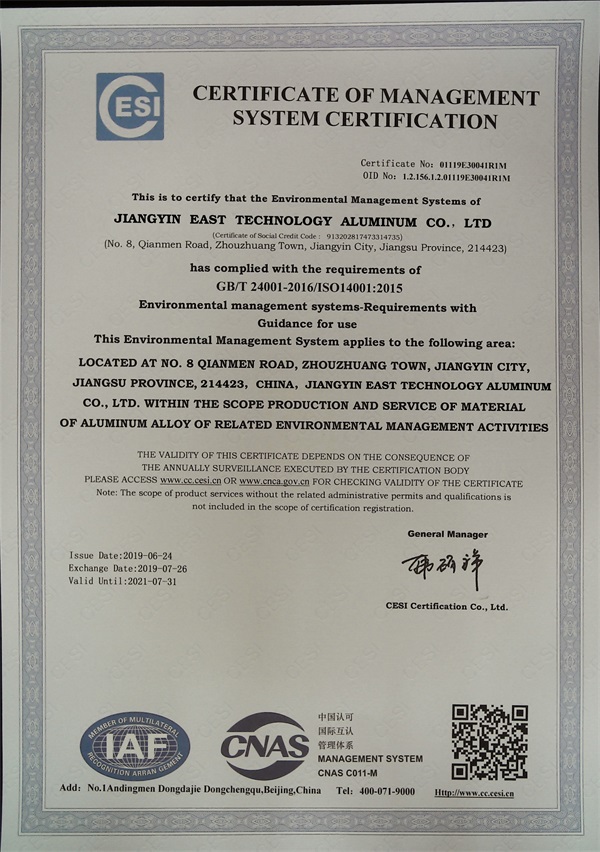 CESI
CERTIFICATE OF MANAGEMENT
SYSTEM CERTIFICATION
Certificate No: 01119E30041R1M
OID No: 1.2.156.1.2.01119E30041R1M
This is to certify that the Environmental Management Systems of
JIANGYIN EAST TECHNOLOGY ALUMINUM CO., LTD
(Certificate of Social Credit Code : 913202817473314735)
(No. 8, Qianmen Road, Zhouzhuang Town, Jiangyin City, Jiangsu Province, 214423)
has complied with the requirements of
GB/T 24001-2016/ISO14001:2015
Environmental management systems-Requirements with
Guidance for use
This Environmental Management System applies to the following area:
LOCATED AT NO. 8 QIANMEN ROAD, ZHOUZHUANG TOWN, JIANGYIN CITY,
JIANGSU PROVINCE, 214423, CHINA, JIANGYIN EAST TECHNOLOGY ALUMINUM
CO., LTD. WITHIN THE SCOPE PRODUCTION AND SERVICE OF MATERIAL
OF ALUMINUM ALLOY OF RELATED ENVIRONMENTAL MANAGEMENT ACTIVITIES
THE VALIDITY OF THIS CERTIFICATE DEPENDS ON THE CONSEQUENCE OF
THE ANNUALLY SURVEILLANCE EXECUTED BY THE CERTIFICATION BODY
PLEASE ACCESS www.cc.cesi.cn OR www.cnca.gov.cn FOR CHECKING VALIDITY OF THE CERTIFICATE
Note: The scope of product services without the related administrative permits and qualifications is
not included in the scope of certification registration.
General Manager
Issue Date:2019-06-24
Exchange Date:2019-07-26
Valid Until:2021-07-31
CESI Certification Co., Ltd.
MEMBER OF MULTILATERAL
IAF
RECOGNITION ARRANGEMENT
CNAS
中国认可
国际互认
管理体系
MANAGEMENT SYSTEM
CNAS C011-M
Add: No.1Andingmen Dongdajie Dongchengqu,Beijing,China Tel: 400-071-9000 Http://www.cc.cesi.cn